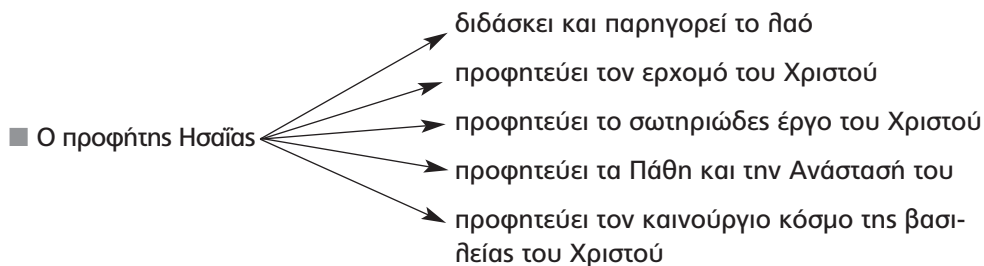 διδάσκει και παρηγορεί το λαό
προφητεύει τον ερχομό του Χριστού
■ Ο προφήτης Ησαΐας
προφητεύει το σωτηριώδες έργο του Χριστού
προφητεύει τα Πάθη και την Ανάστασή του
προφητεύει τον καινούργιο κόσμο της βασι-
λείας του Χριστού